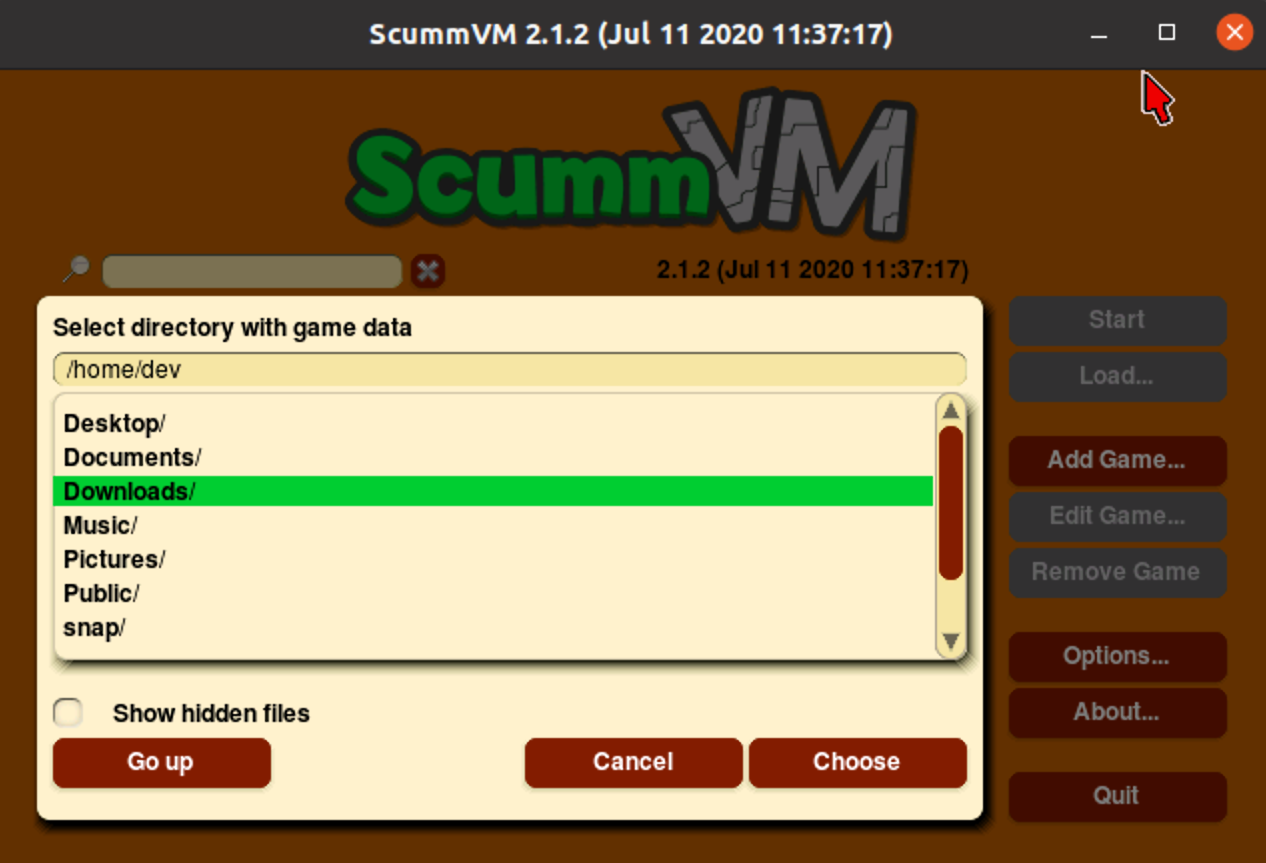 ScummVM 2.1.2 (Jul 11 2020 11:37:17)
ScummVM
2.1.2 (Jul 11 2020 11:37:17)
Select directory with game data
/home/dev
Desktop/
Documents/
Downloads/
Music/
Pictures/
Public/
snap/
Show hidden files
Go up
Cancel
Choose
Start
Load...
Add Game...
Edit Game...
Remove Game
Options...
About...
Quit